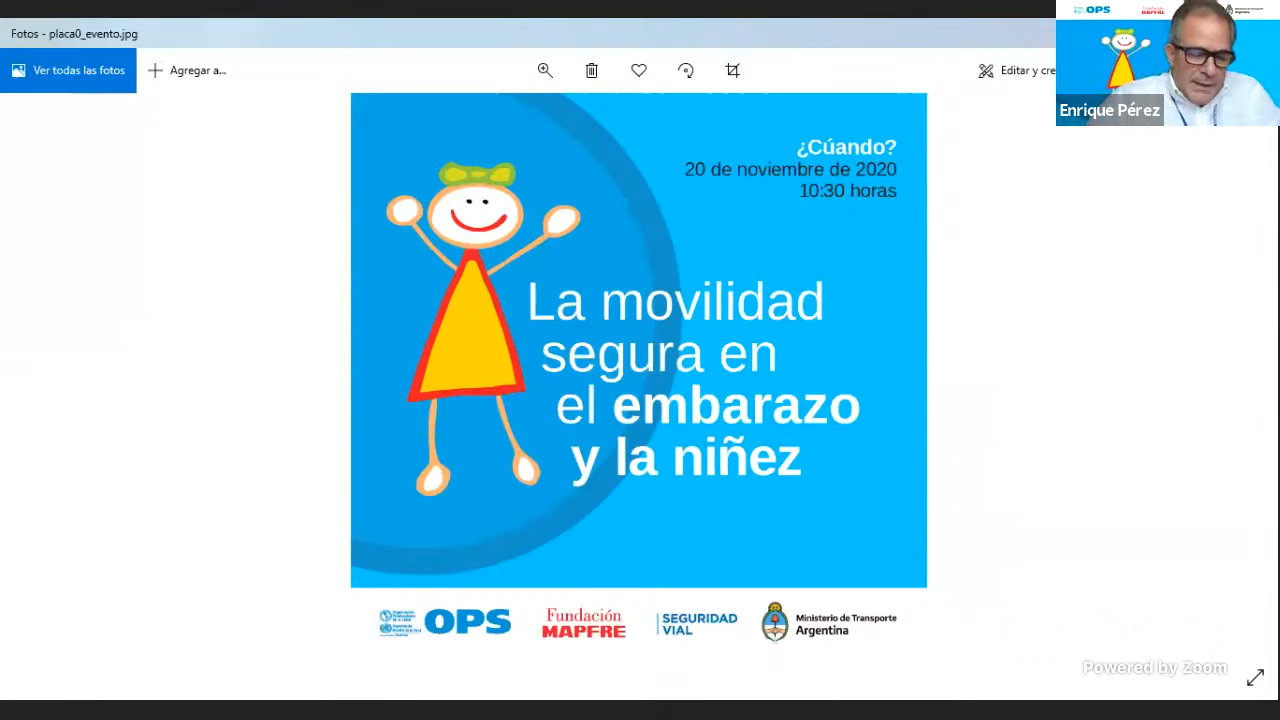 Fotos - placa0_evento.jpg
Ver todas las fotos
Agregar a...
Editar y cre
OPS
Enrique Pérez
¿Cúando?
20 de noviembre de 2020
10:30 horas
La movilidad
segura en
el embarazo
y la niñez
OPS
Fundación
MAPFRE
SEGURIDAD
VIAL
Ministerio de Transporte
Argentina
Powered by Zoom